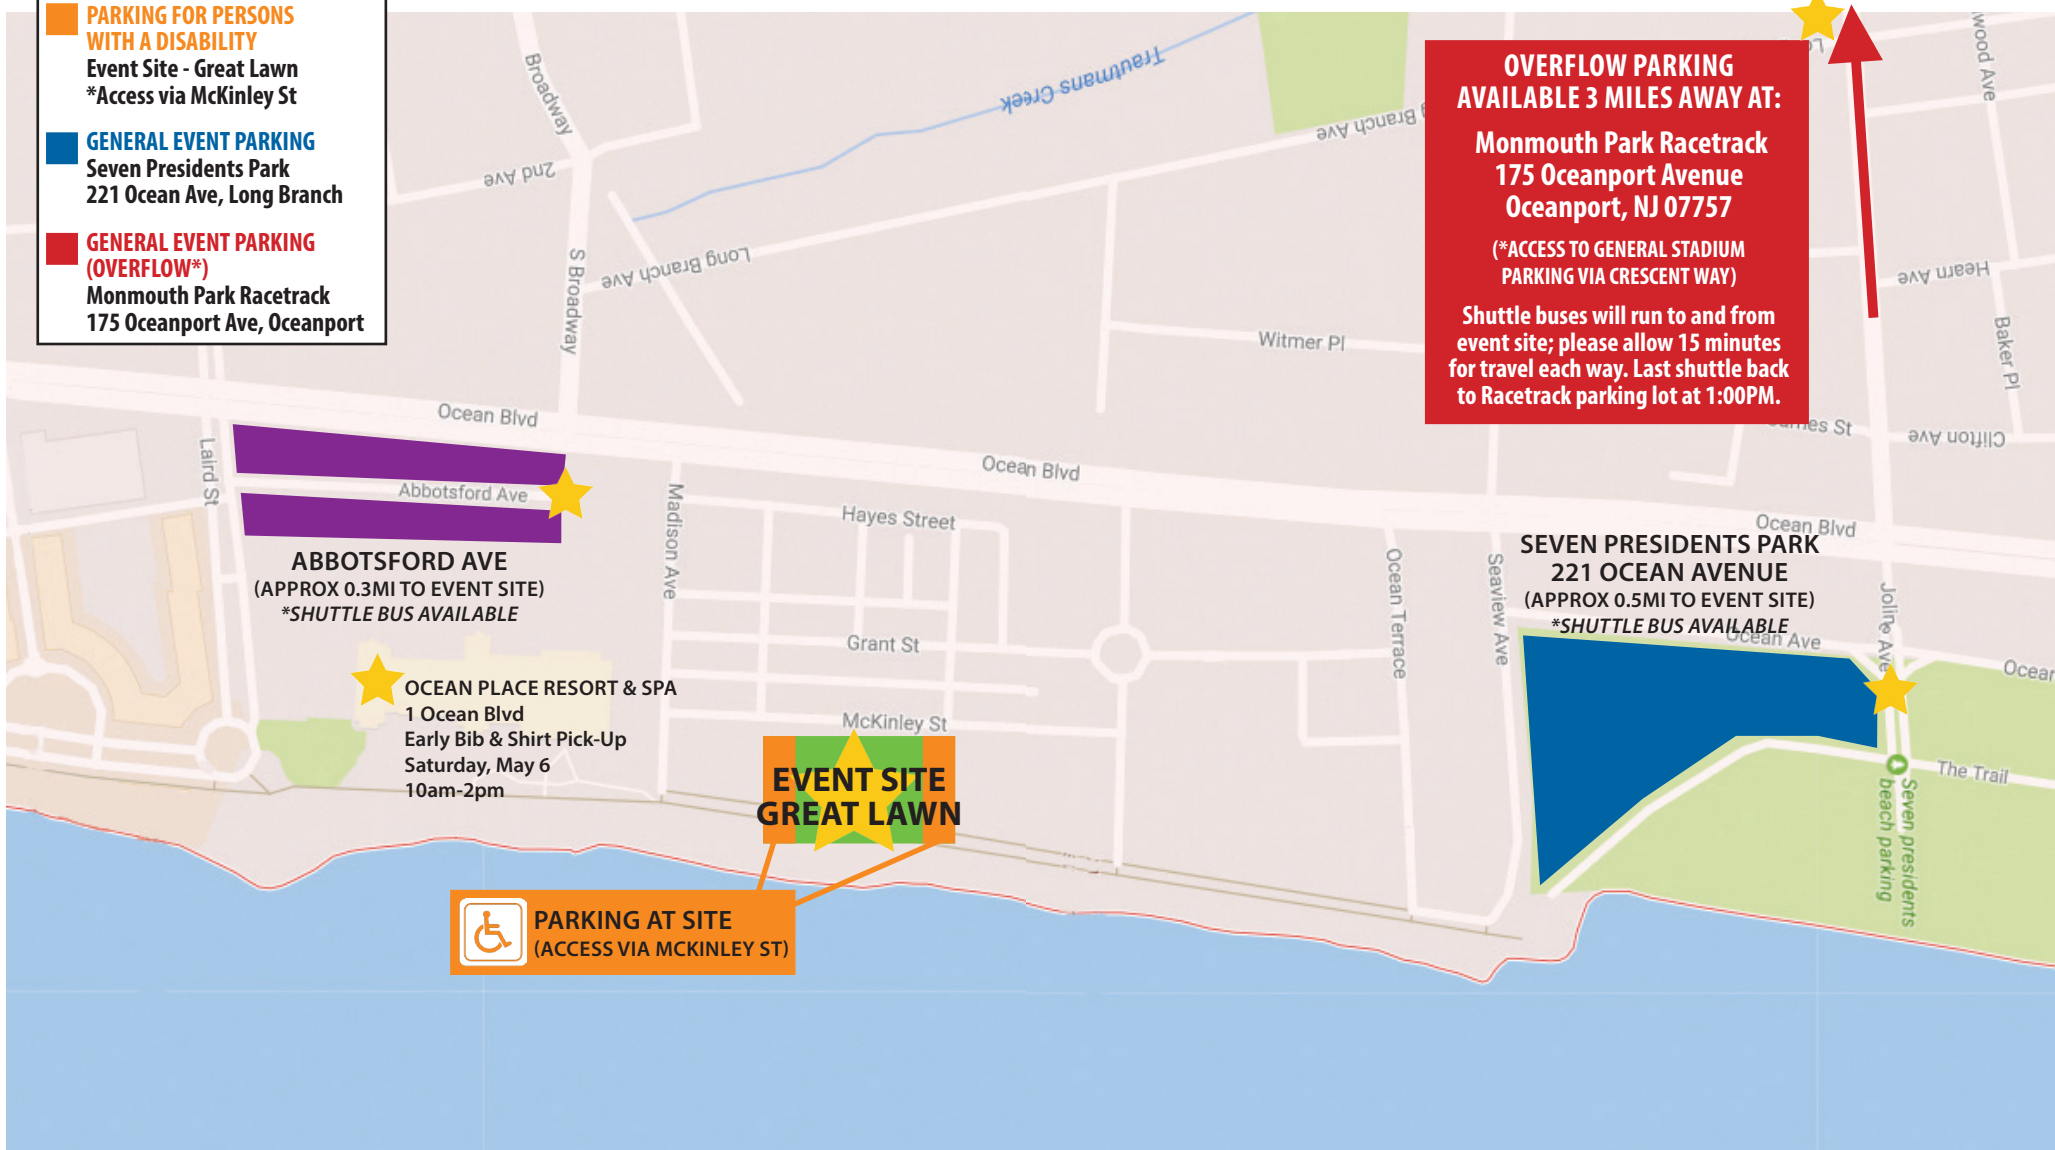 PARKING FOR PERSONS
WITH A DISABILITY
Event Site - Great Lawn
*Access via McKinley St
GENERAL EVENT PARKING
Seven Presidents Park
221 Ocean Ave, Long Branch
GENERAL EVENT PARKING
(OVERFLOW*)
Monmouth Park Racetrack
175 Oceanport Ave, Oceanport
OVERFLOW PARKING
AVAILABLE 3 MILES AWAY AT:
Monmouth Park Racetrack
175 Oceanport Avenue
Oceanport, NJ 07757
(*ACCESS TO GENERAL STADIUM
PARKING VIA CRESCENT WAY)
Shuttle buses will run to and from
event site; please allow 15 minutes
for travel each way. Last shuttle back
to Racetrack parking lot at 1:00PM.
Broadway
2nd Ave
S Broadway
Long Branch Ave
Trautmans Creek
Branch Ave
Witmer Pl
Hearn Ave
Baker Pl
St
Clifton Ave
Ocean Blvd
Ocean Blvd
Ocean Blvd
Laird St
Abbotsford Ave
ABBOTSFORD AVE
(APPROX 0.3MI TO EVENT SITE)
*SHUTTLE BUS AVAILABLE
Madison Ave
Hayes Street
Grant St
McKinley St
Ocean Terrace
Seaview Ave
SEVEN PRESIDENTS PARK
221 OCEAN AVENUE
(APPROX 0.5MI TO EVENT SITE)
*SHUTTLE BUS AVAILABLE
Ocean Ave
Joline Ave
Ocean
The Trail
Seven presidents
beach parking
OCEAN PLACE RESORT & SPA
1 Ocean Blvd
Early Bib & Shirt Pick-Up
Saturday, May 6
10am-2pm
EVENT SITE
GREAT LAWN
PARKING AT SITE
(ACCESS VIA MCKINLEY ST)